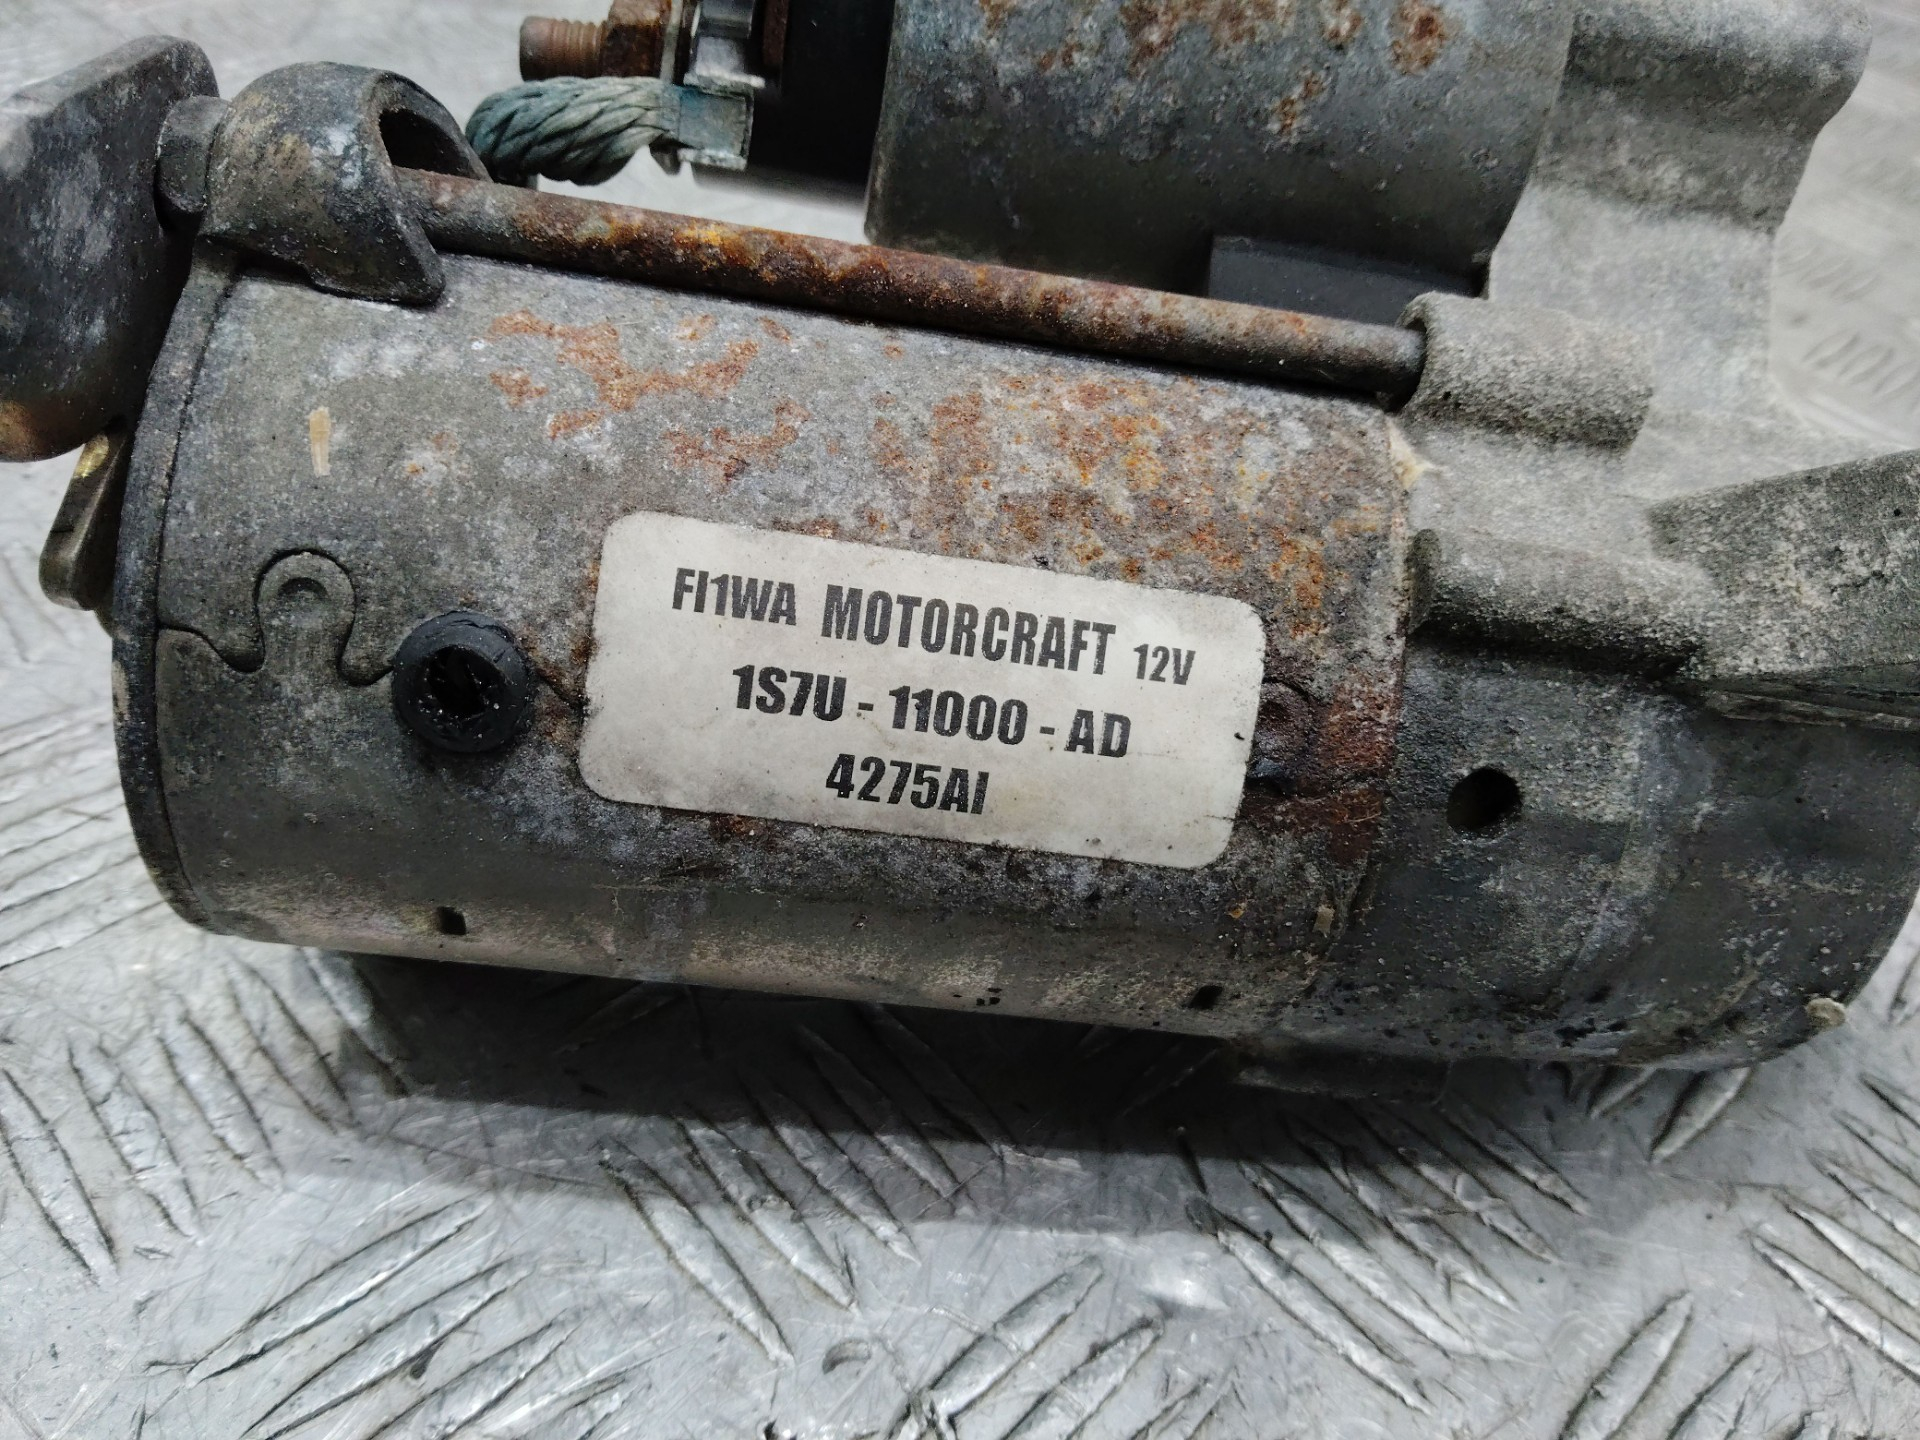 FI1WA MOTORCRAFT 12V
1S7U - 11000 - AD
4275AI